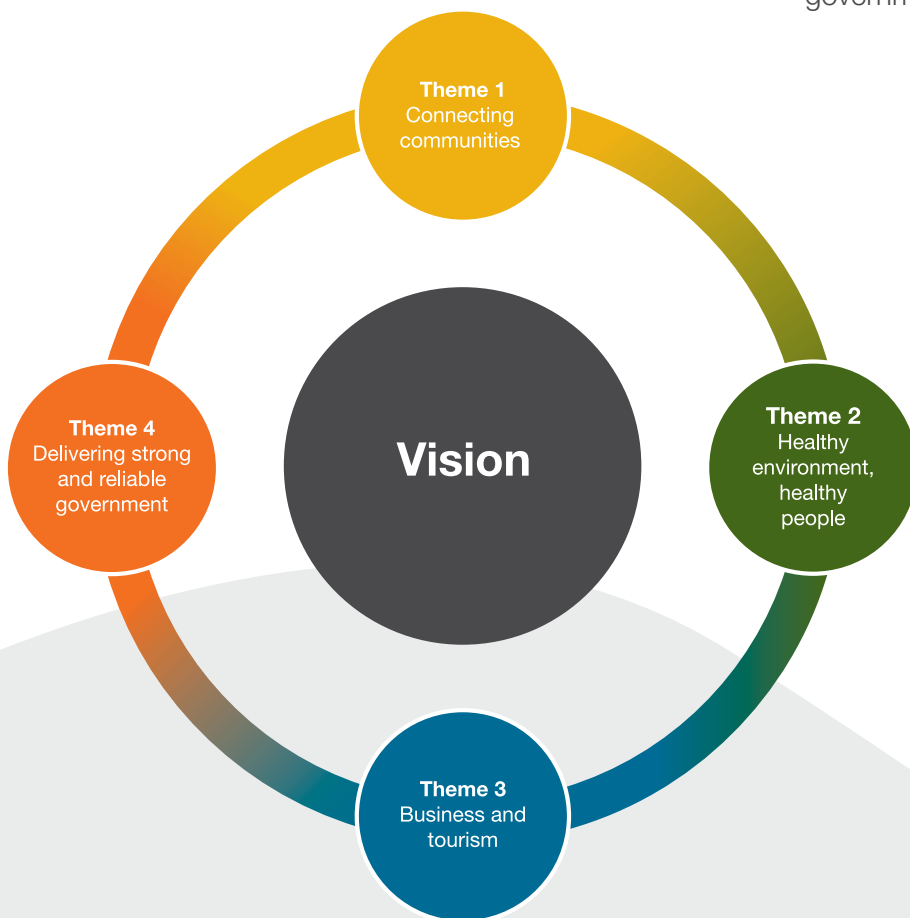 Theme 1
Connecting
communities
Theme 2
Healthy
environment,
healthy
people
Vision
Theme 4
Delivering strong
and reliable
government
Theme 3
Business and
tourism